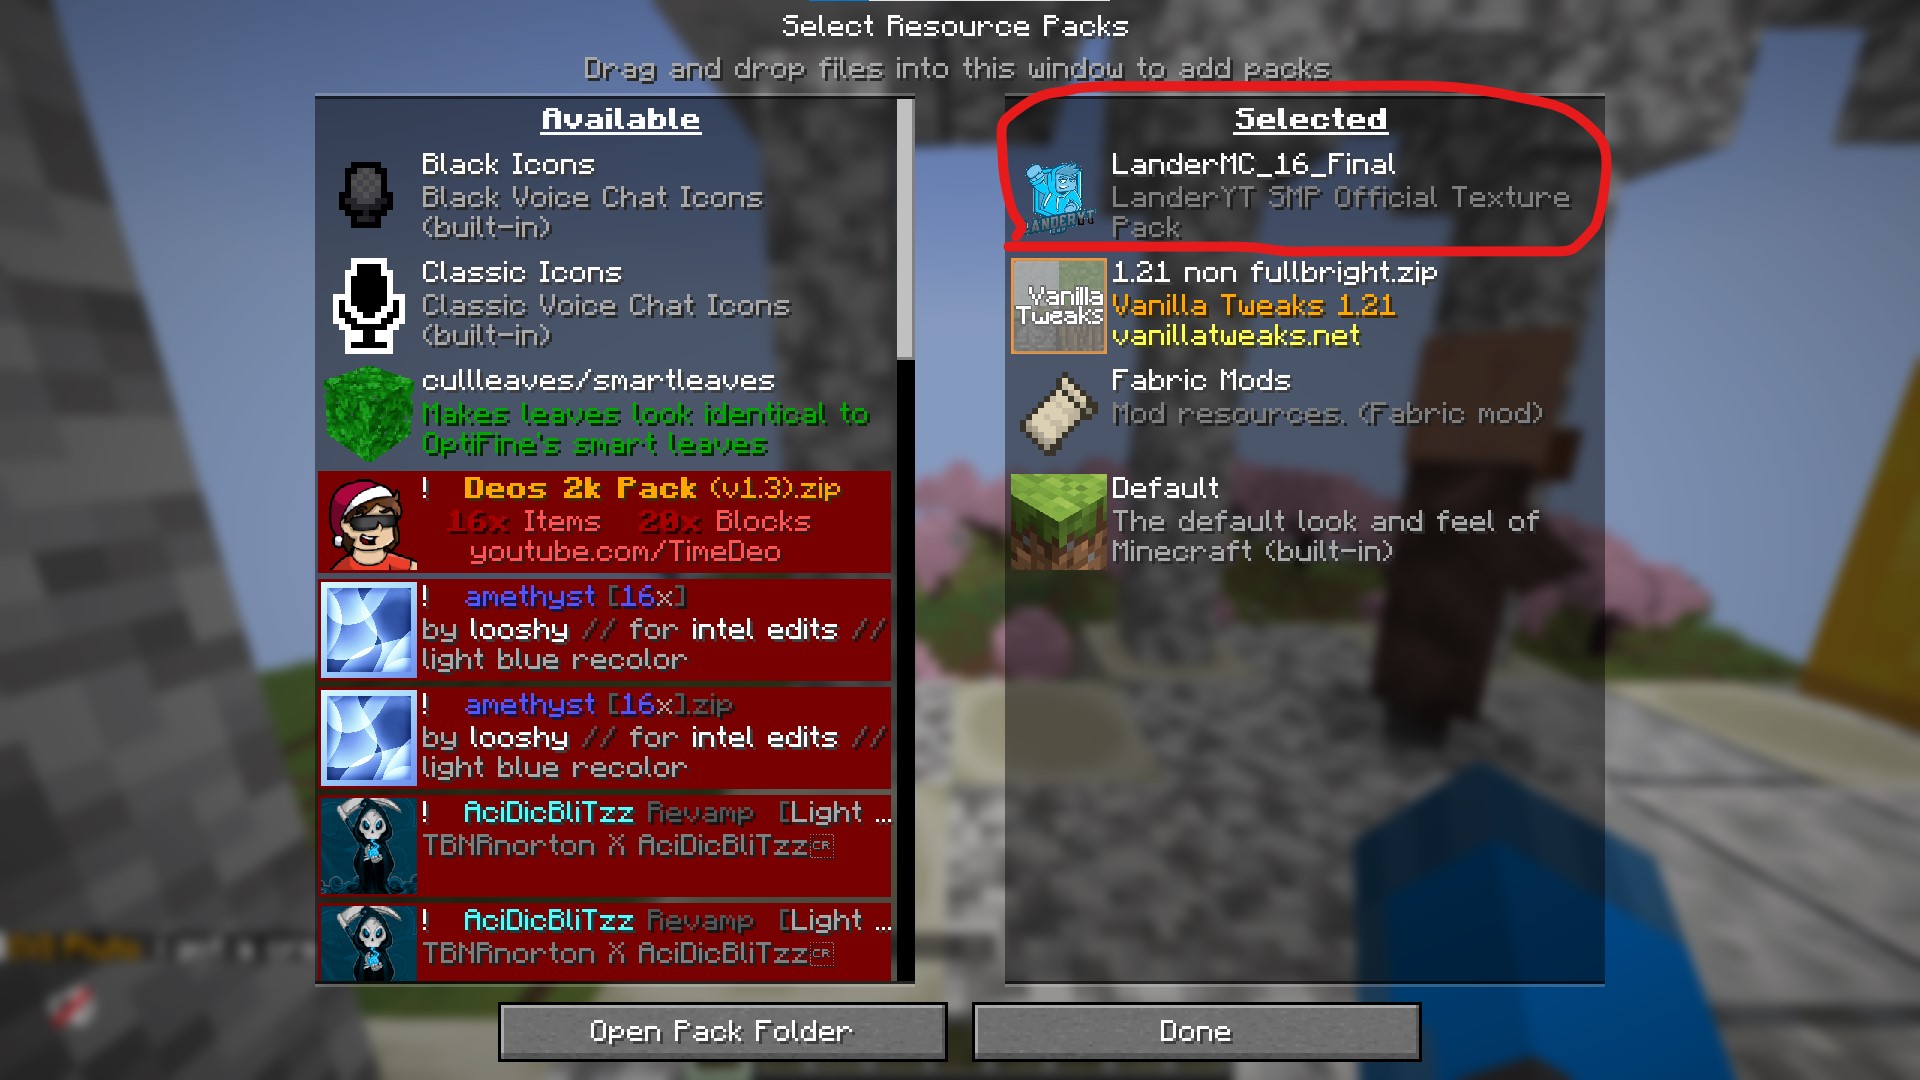 Select Resource Packs
Drag and drop files into this window to add packs
Available
Black Icons
Black Voice Chat Icons
(built-in)
Classic Icons
Classic Voice Chat Icons
(built-in)
cullleaves/smartleaves
Makes leaves look identical to
OptiFine's smart leaves
! Deos 2k Pack (v1.3).zip
16x Items 20x Blocks
youtube.com/TimeDeo
! amethyst [16x]
by looshy // for intel edits //
light blue recolor
! amethyst [16x].zip
by looshy // for intel edits //
light blue recolor
! AciDicBliTzz Revamp [Light ...
TBNRnorton X AciDicBliTzz
! AciDicBliTzz Revamp [Light ...
TBNRnorton X AciDicBliTzz
Selected
LANDERYT
LanderMC_16_Final
LanderYT SMP Official Texture
Pack
Vanilla
Tweaks
1.21 non fullbright.zip
Vanilla Tweaks 1.21
vanillatweaks.net
Fabric Mods
Mod resources. (Fabric mod)
Default
The default look and feel of
Minecraft (built-in)
Open Pack Folder
Done